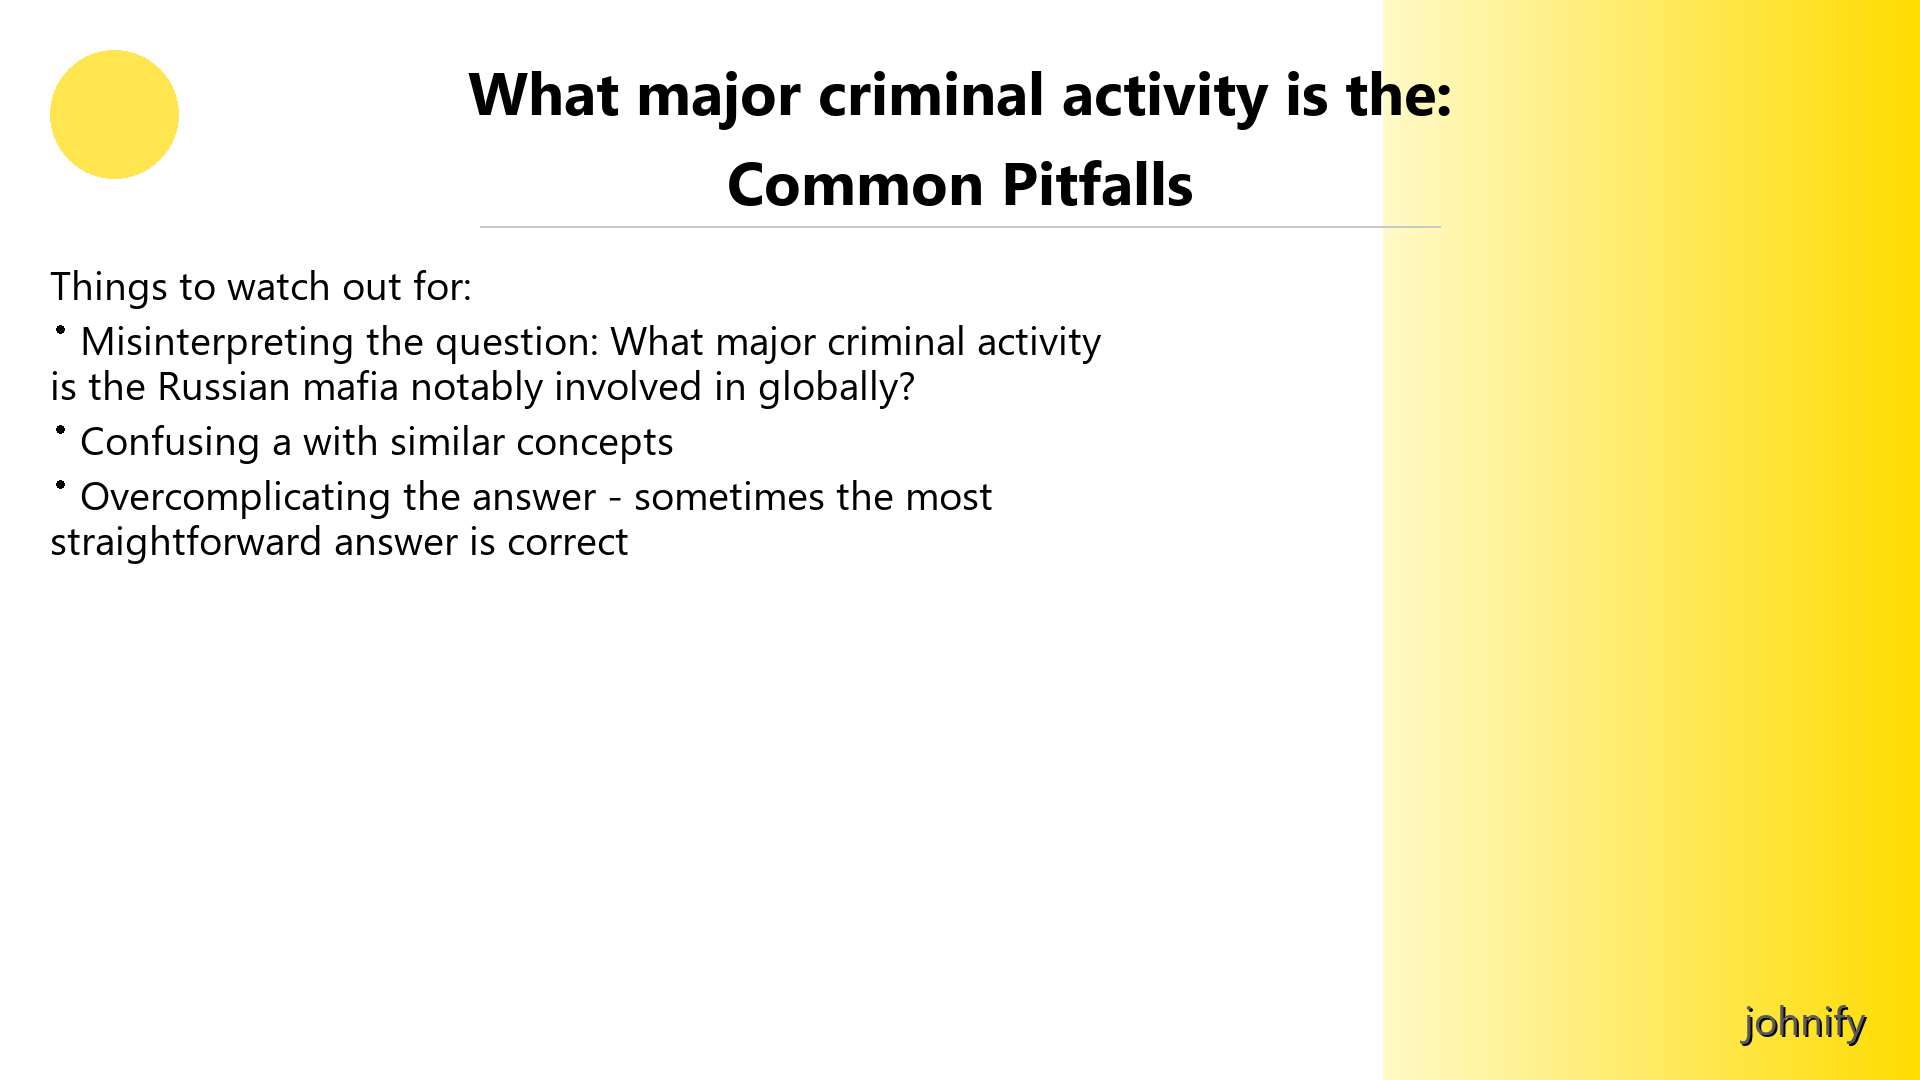 What major criminal activity is the:
Common Pitfalls
Things to watch out for:
• Misinterpreting the question: What major criminal activity
is the Russian mafia notably involved in globally?
• Confusing a with similar concepts
• Overcomplicating the answer - sometimes the most
straightforward answer is correct
johnify